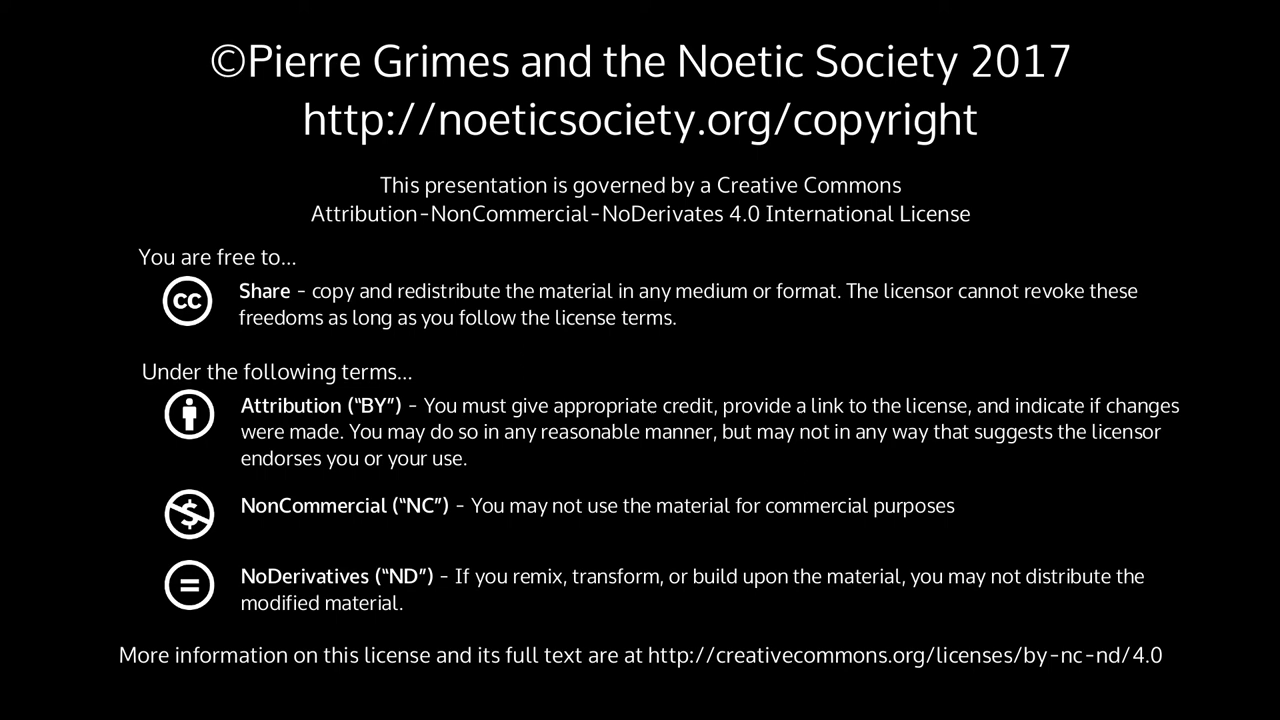 ©Pierre Grimes and the Noetic Society 2017
http://noeticsociety.org/copyright
This presentation is governed by a Creative Commons
Attribution-NonCommercial-NoDerivates 4.0 International License
You are free to...
cc
Share - copy and redistribute the material in any medium or format. The licensor cannot revoke these
freedoms as long as you follow the license terms.
Under the following terms...
Attribution (“BY”) - You must give appropriate credit, provide a link to the license, and indicate if changes
were made. You may do so in any reasonable manner, but may not in any way that suggests the licensor
endorses you or your use.
$
NonCommercial (“NC”) - You may not use the material for commercial purposes
=
NoDerivatives (“ND”) - If you remix, transform, or build upon the material, you may not distribute the
modified material.
More information on this license and its full text are at http://creativecommons.org/licenses/by-nc-nd/4.0